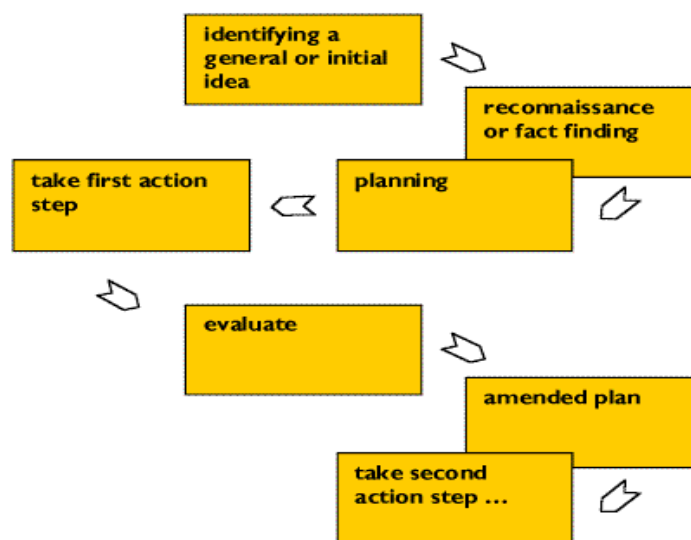 identifying a
general or initial
idea
reconnaissance
or fact finding
planning
take first action
step
evaluate
amended plan
take second
action step ...